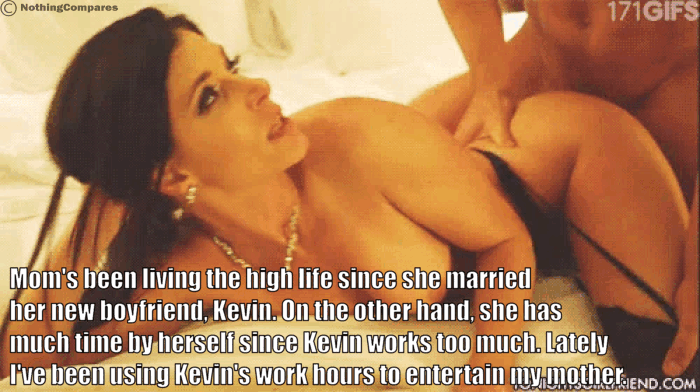 © NothingCompares
171GIFS
Mom's been living the high life since she married
her new boyfriend, Kevin. On the other hand, she has
much time by herself since Kevin works too much. Lately
I've been using Kevin's work hours to entertain my mother.